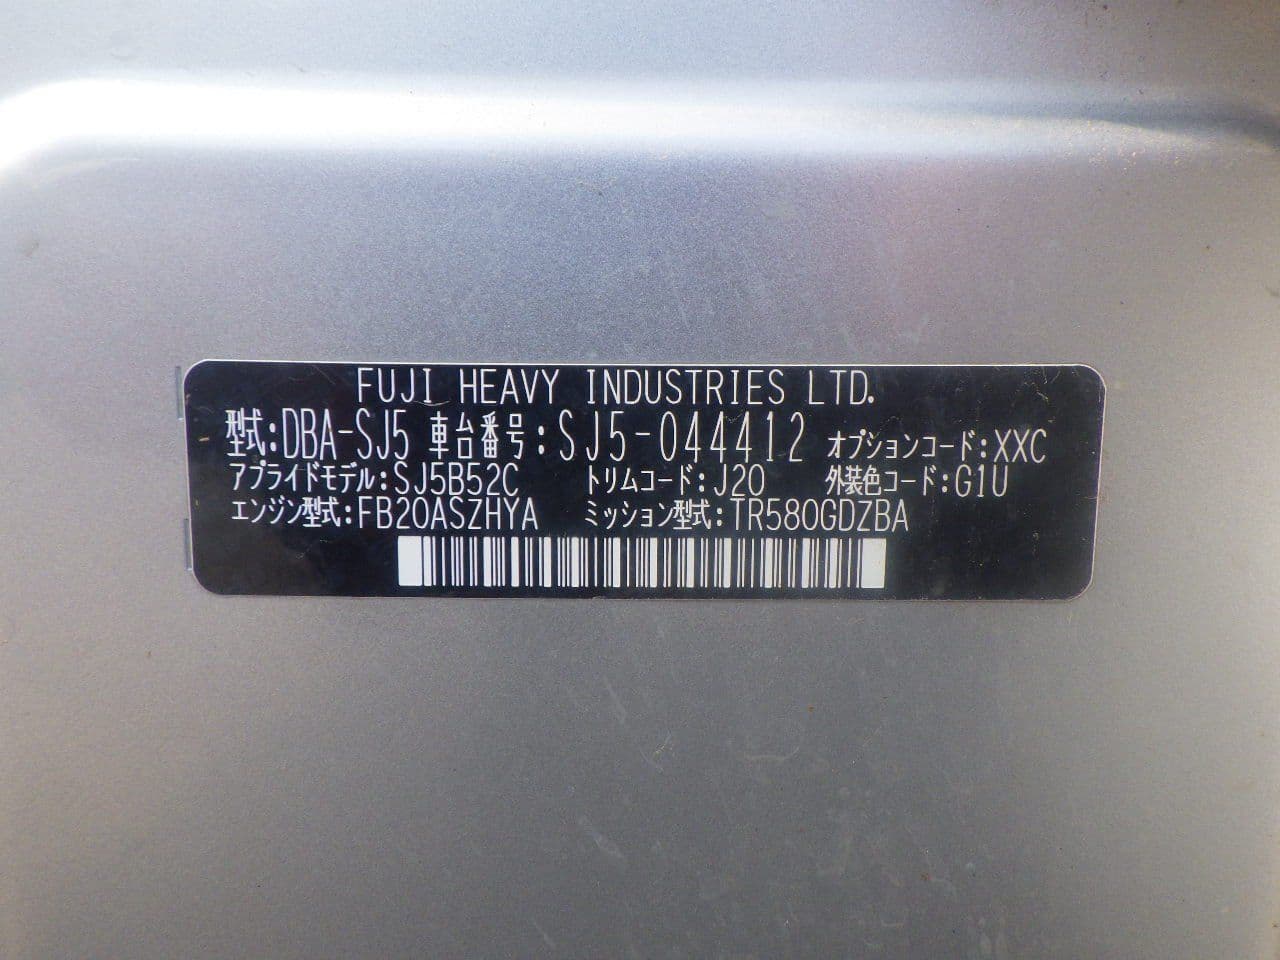 FUJI HEAVY INDUSTRIES LTD.
型式:DBA-SJ5 車台番号:SJ5-044412 オプションコード:XXC
アプライドモデル:SJ5B52C トリムコード:J20 外装色コード:G1U
エンジン型式:FB20ASZHYA ミッション型式:TR580GDZBA